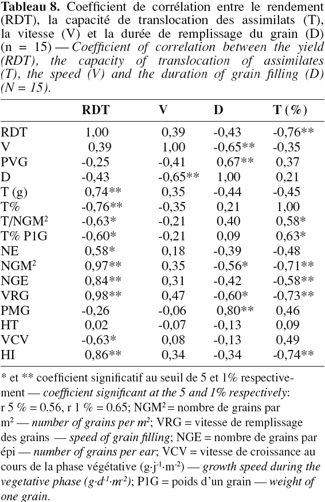 Tableau 8. Coefficient de corrélation entre le rendement
(RDT), la capacité de translocation des assimilats (T),
la vitesse (V) et la durée de remplissage du grain (D)
(n = 15) — Coefficient of correlation between the yield
(RDT), the capacity of translocation of assimilates
(T), the speed (V) and the duration of grain filling (D)
(N = 15).
RDT V D T (%)
RDT 1,00 0,39 -0,43 -0,76**
V 0,39 1,00 -0,65** -0,35
PVG -0,25 -0,41 0,67** 0,37
D -0,43 -0,65** 1,00 0,21
T (g) 0,74** 0,35 -0,44 -0,45
T% -0,76** -0,35 0,21 1,00
T/NGM² -0,63* -0,21 0,40 0,58*
T% P1G -0,60* -0,21 0,09 0,63*
NE 0,58* 0,18 -0,39 -0,48
NGM² 0,97** 0,35 -0,56* -0,71**
NGE 0,84** 0,31 -0,42 -0,58**
VRG 0,98** 0,47 -0,60* -0,73**
PMG -0,26 -0,06 0,80** 0,46
HT 0,02 -0,07 -0,13 0,09
VCV -0,63* 0,08 -0,13 0,49
HI 0,86** 0,34 -0,34 -0,74**
* et ** coefficient significatif au seuil de 5 et 1% respective-
ment — coefficient significant at the 5 and 1% respectively:
r 5 % = 0.56, r 1 % = 0.65; NGM² = nombre de grains par
m² — number of grains per m²; VRG = vitesse de remplissage
des grains — speed of grain filling; NGE = nombre de grains par
épi — number of grains per ear; VCV = vitesse de croissance au
cours de la phase végétative (g·j⁻¹·m⁻²) — growth speed during the
vegetative phase (g·d⁻¹·m⁻²); P1G = poids d'un grain — weight of
one grain.